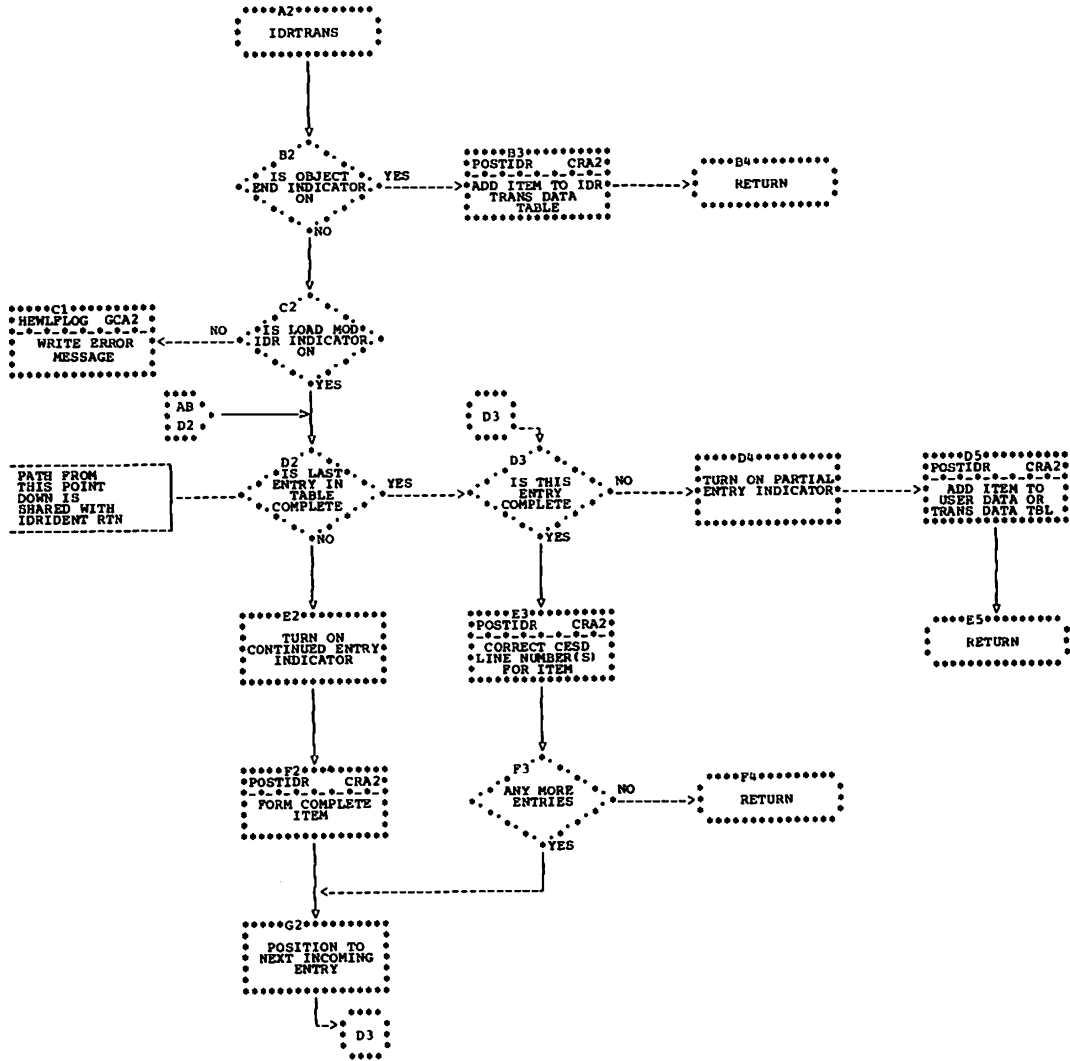 A2
IDRTRANS
B2
IS OBJECT
END INDICATOR
ON
YES
NO
B3
POSTIDR CRA2
ADD ITEM TO IDR
TRANS DATA
TABLE
B4
RETURN
C1
HEWLPLOG GCA2
WRITE ERROR
MESSAGE
NO
C2
IS LOAD MOD
IDR INDICATOR
ON
YES
AB
D2
D3
PATH FROM
THIS POINT
DOWN IS
SHARED WITH
IDRIDENT RTN
D2
IS LAST
ENTRY IN
TABLE
COMPLETE
YES
NO
D3
IS THIS
ENTRY
COMPLETE
NO
YES
D4
TURN ON PARTIAL
ENTRY INDICATOR
D5
POSTIDR CRA2
ADD ITEM TO
USER DATA OR
TRANS DATA TBL
E2
TURN ON
CONTINUED ENTRY
INDICATOR
E3
POSTIDR CRA2
CORRECT CESD
LINE NUMBER(S)
FOR ITEM
E5
RETURN
F2
POSTIDR CRA2
FORM COMPLETE
ITEM
F3
ANY MORE
ENTRIES
NO
YES
F4
RETURN
G2
POSITION TO
NEXT INCOMING
ENTRY
D3